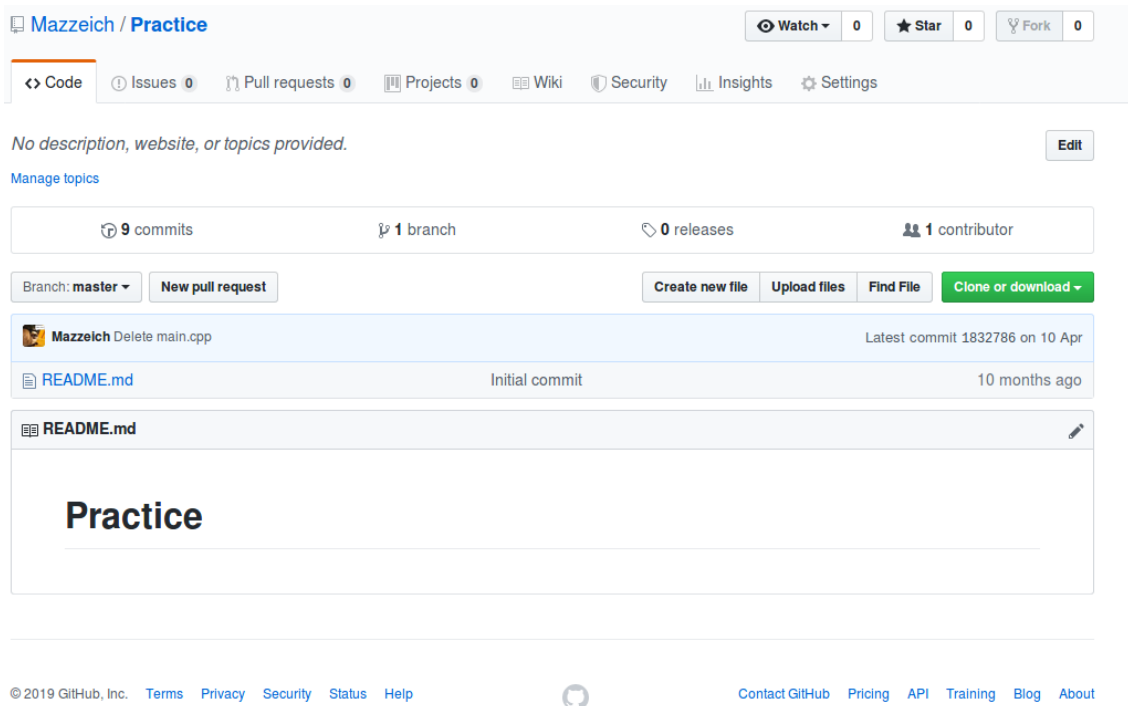 Mazzeich / Practice
Watch 0 Star 0 Fork 0
Code Issues 0 Pull requests 0 Projects 0 Wiki Security Insights Settings
No description, website, or topics provided.
Edit
Manage topics
9 commits 1 branch 0 releases 1 contributor
Branch: master New pull request Create new file Upload files Find File Clone or download
Mazzeich Delete main.cpp Latest commit 1832786 on 10 Apr
README.md Initial commit 10 months ago
README.md
Practice
© 2019 GitHub, Inc. Terms Privacy Security Status Help Contact GitHub Pricing API Training Blog About